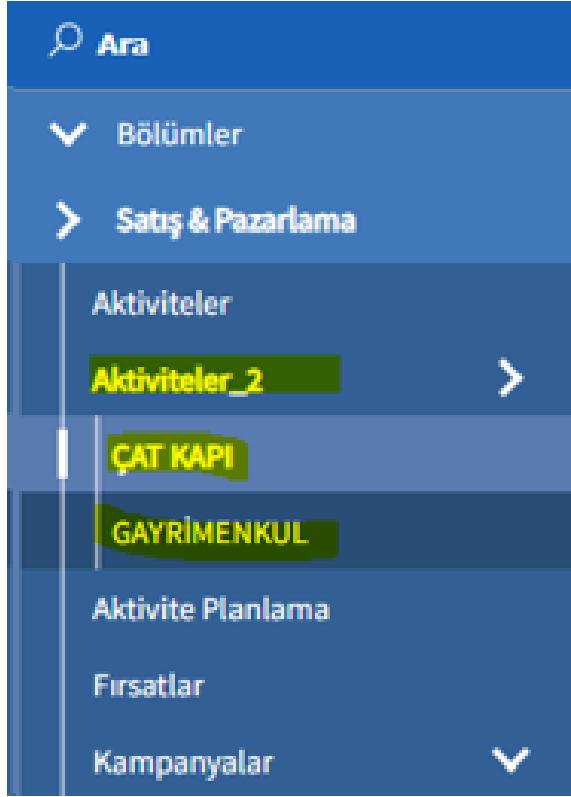 Ara
Bölümler
Satış & Pazarlama
Aktiviteler
Aktiviteler_2
ÇAT KAPI
GAYRİMENKUL
Aktivite Planlama
Fırsatlar
Kampanyalar